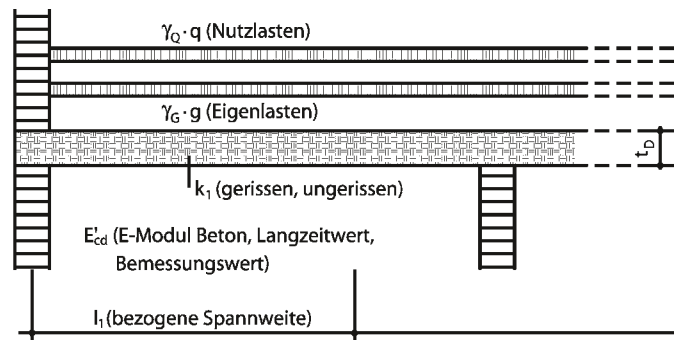 γQ · q (Nutzlasten)
γG · g (Eigenlasten)
tD
k1 (gerissen, ungerissen)
E'cd (E-Modul Beton, Langzeitwert,
Bemessungswert)
l1 (bezogene Spannweite)